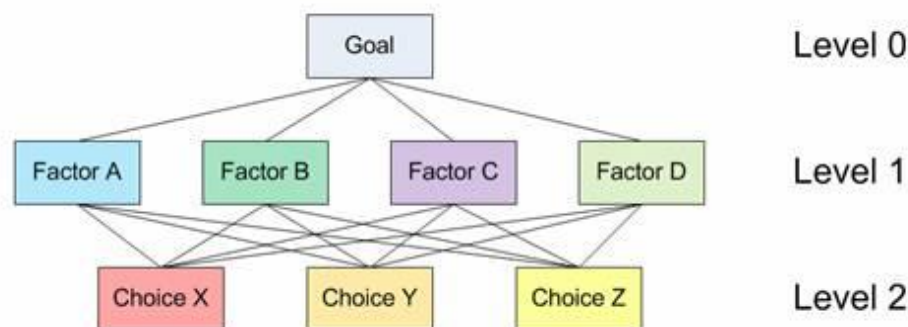 Goal
Level 0
Factor A
Factor B
Factor C
Factor D
Level 1
Choice X
Choice Y
Choice Z
Level 2